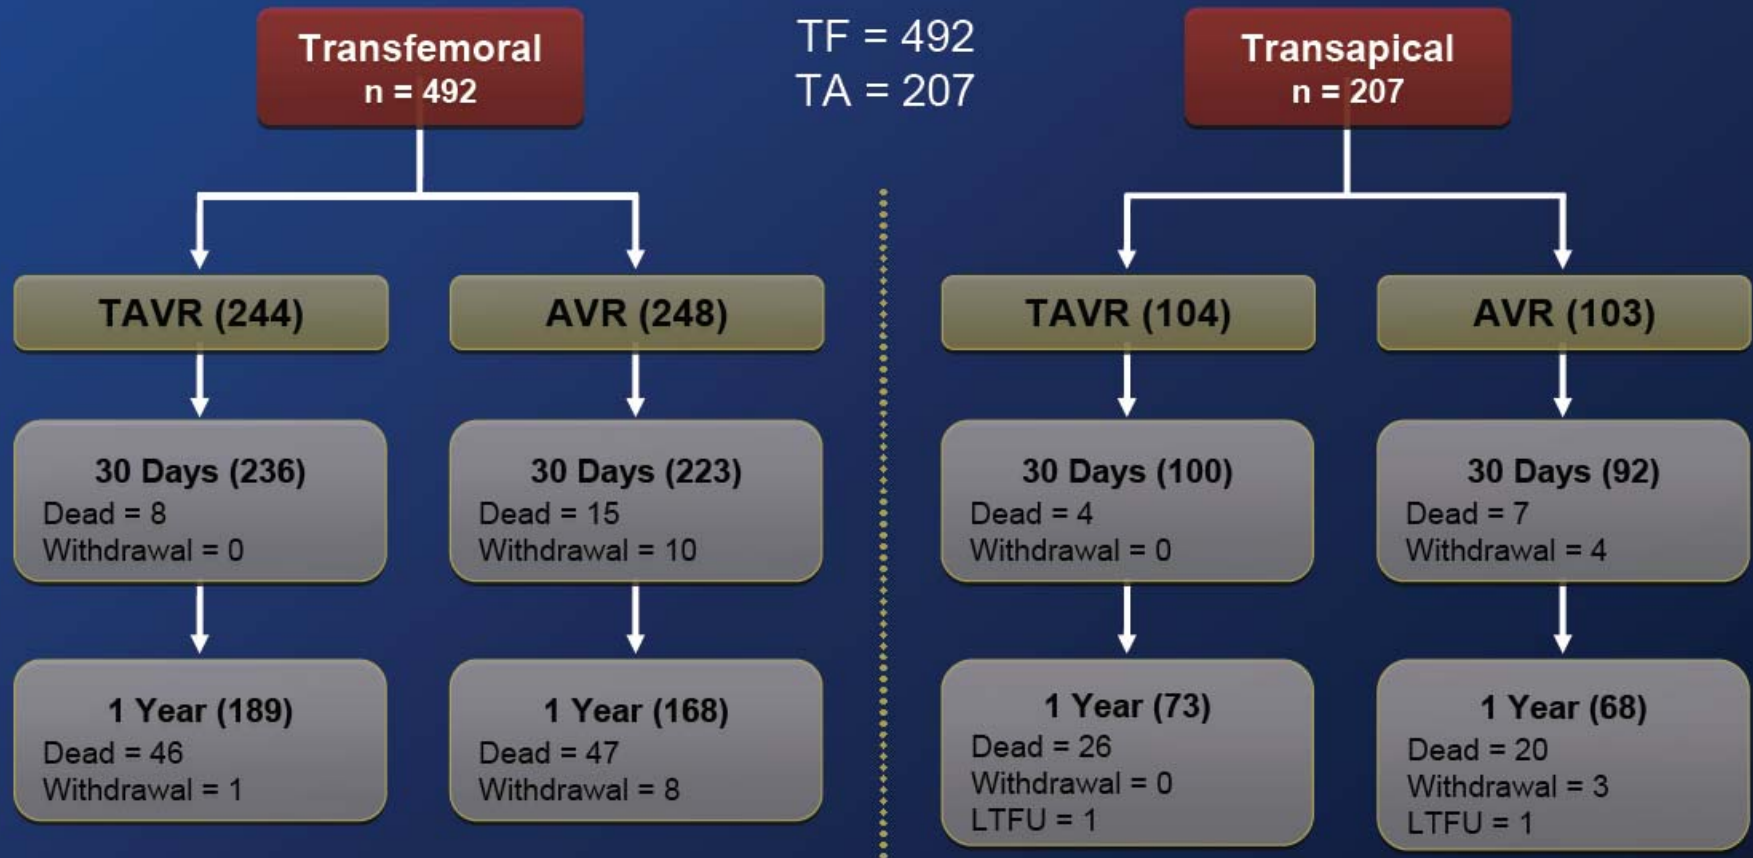 Transfemoral
n = 492
TF = 492
TA = 207
Transapical
n = 207
TAVR (244)
AVR (248)
TAVR (104)
AVR (103)
30 Days (236)
Dead = 8
Withdrawal = 0
30 Days (223)
Dead = 15
Withdrawal = 10
30 Days (100)
Dead = 4
Withdrawal = 0
30 Days (92)
Dead = 7
Withdrawal = 4
1 Year (189)
Dead = 46
Withdrawal = 1
1 Year (168)
Dead = 47
Withdrawal = 8
1 Year (73)
Dead = 26
Withdrawal = 0
LTFU = 1
1 Year (68)
Dead = 20
Withdrawal = 3
LTFU = 1